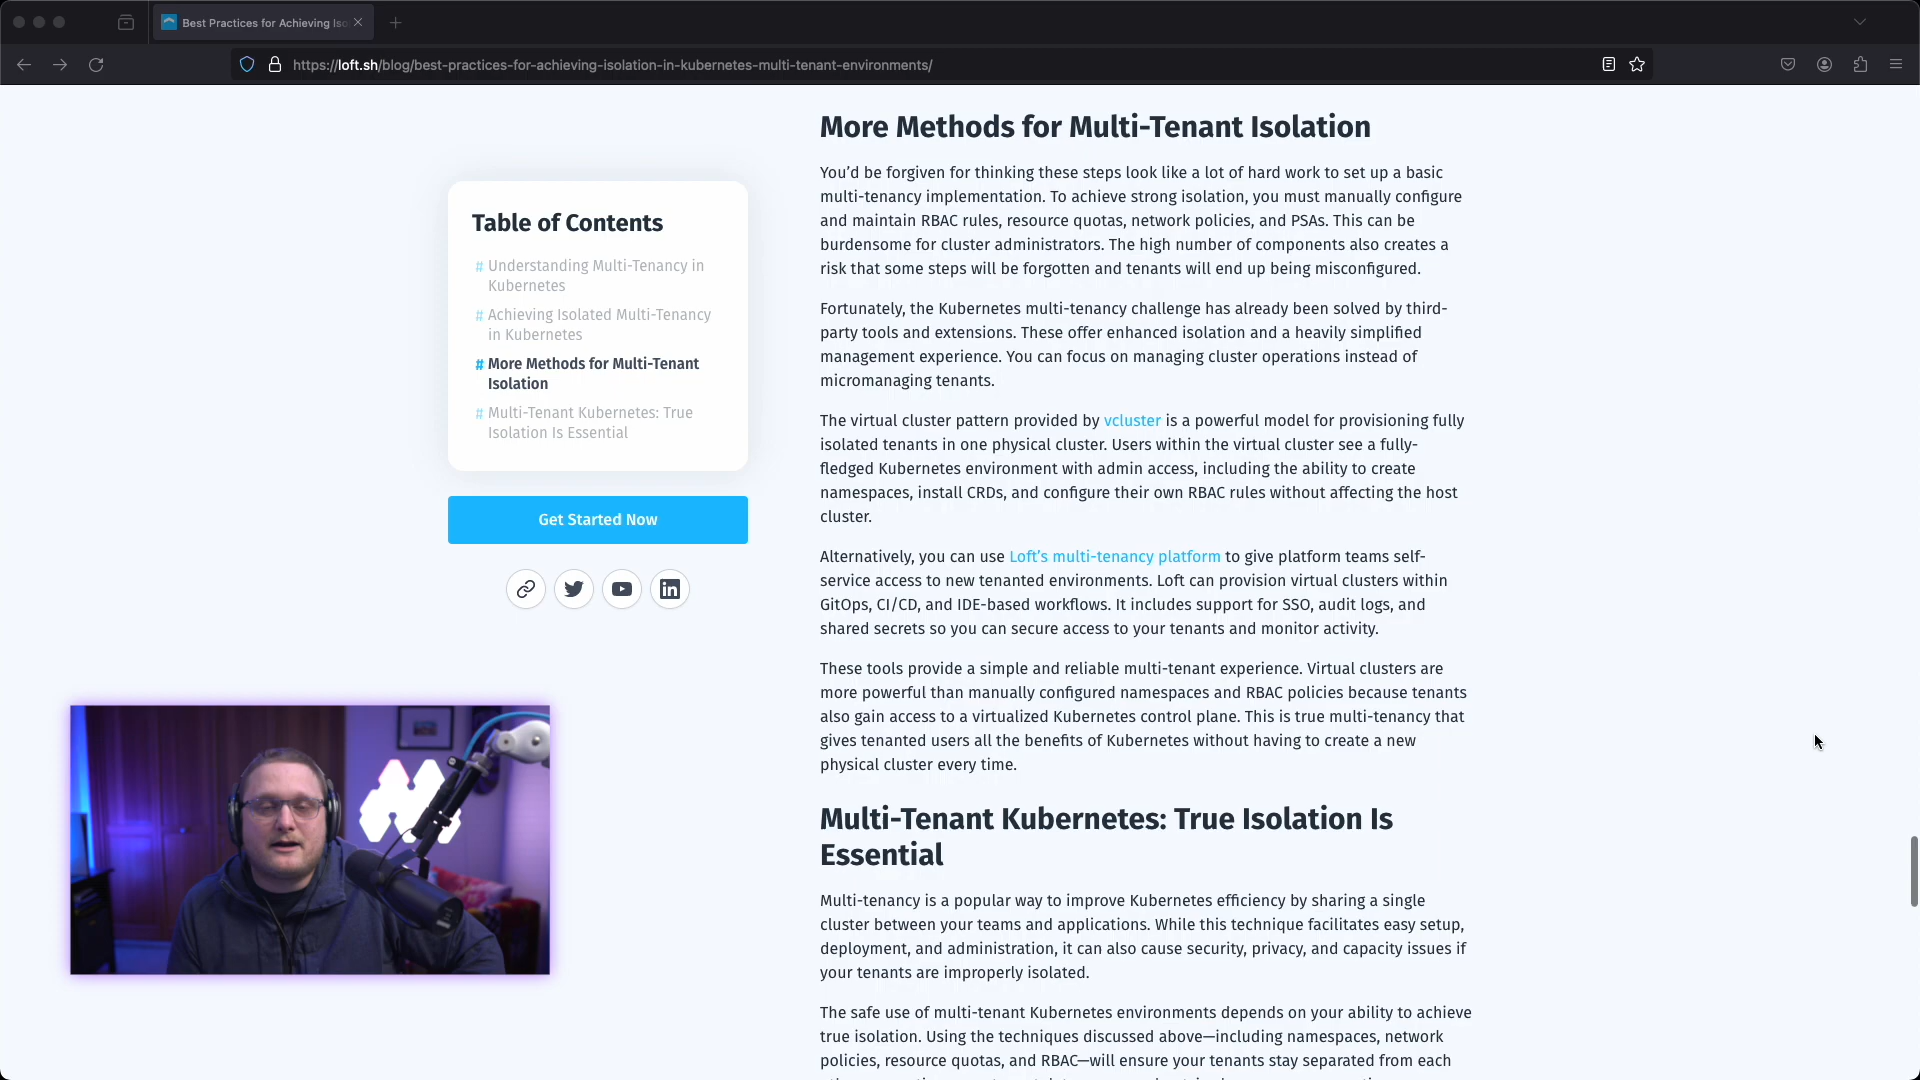 Best Practices for Achieving Iso
https://loft.sh/blog/best-practices-for-achieving-isolation-in-kubernetes-multi-tenant-environments/
Table of Contents
# Understanding Multi-Tenancy in
Kubernetes
# Achieving Isolated Multi-Tenancy
in Kubernetes
# More Methods for Multi-Tenant
Isolation
# Multi-Tenant Kubernetes: True
Isolation Is Essential
Get Started Now
More Methods for Multi-Tenant Isolation
You’d be forgiven for thinking these steps look like a lot of hard work to set up a basic
multi-tenancy implementation. To achieve strong isolation, you must manually configure
and maintain RBAC rules, resource quotas, network policies, and PSAs. This can be
burdensome for cluster administrators. The high number of components also creates a
risk that some steps will be forgotten and tenants will end up being misconfigured.
Fortunately, the Kubernetes multi-tenancy challenge has already been solved by third-
party tools and extensions. These offer enhanced isolation and a heavily simplified
management experience. You can focus on managing cluster operations instead of
micromanaging tenants.
The virtual cluster pattern provided by vcluster is a powerful model for provisioning fully
isolated tenants in one physical cluster. Users within the virtual cluster see a fully-
fledged Kubernetes environment with admin access, including the ability to create
namespaces, install CRDs, and configure their own RBAC rules without affecting the host
cluster.
Alternatively, you can use Loft’s multi-tenancy platform to give platform teams self-
service access to new tenanted environments. Loft can provision virtual clusters within
GitOps, CI/CD, and IDE-based workflows. It includes support for SSO, audit logs, and
shared secrets so you can secure access to your tenants and monitor activity.
These tools provide a simple and reliable multi-tenant experience. Virtual clusters are
more powerful than manually configured namespaces and RBAC policies because tenants
also gain access to a virtualized Kubernetes control plane. This is true multi-tenancy that
gives tenanted users all the benefits of Kubernetes without having to create a new
physical cluster every time.
Multi-Tenant Kubernetes: True Isolation Is
Essential
Multi-tenancy is a popular way to improve Kubernetes efficiency by sharing a single
cluster between your teams and applications. While this technique facilitates easy setup,
deployment, and administration, it can also cause security, privacy, and capacity issues if
your tenants are improperly isolated.
The safe use of multi-tenant Kubernetes environments depends on your ability to achieve
true isolation. Using the techniques discussed above—including namespaces, network
policies, resource quotas, and RBAC—will ensure your tenants stay separated from each